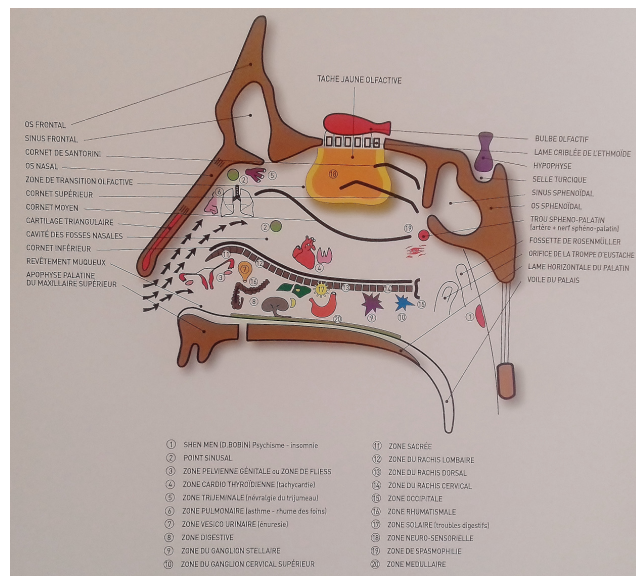 TACHE JAUNE OLFACTIVE
OS FRONTAL
SINUS FRONTAL
CORNET DE SANTORINI
OS NASAL
ZONE DE TRANSITION OLFACTIVE
CORNET SUPÉRIEUR
CORNET MOYEN
CARTILAGE TRIANGULAIRE
CAVITÉ DES FOSSES NASALES
CORNET INFÉRIEUR
REVÊTEMENT MUQUEUX
APOPHYSE PALATINE
DU MAXILLAIRE SUPÉRIEUR
BULBE OLFACTIF
LAME CRIBLÉE DE L'ETHMOÏDE
HYPOPHYSE
SELLE TURCIQUE
SINUS SPHENOÏDAL
OS SPHÉNOÏDAL
TROU SPHENO-PALATIN
(artère + nerf sphéno-palatin)
FOSSETTE DE ROSENMÜLLER
ORIFICE DE LA TROMPE D'EUSTACHE
LAME HORIZONTALE DU PALATIN
VOILE DU PALAIS
1 SHEN MEN (D.BOBIN) Psychisme - insomnie
2 POINT SINUSAL
3 ZONE PELVIENNE GÉNITALE ou ZONE DE FLIESS
4 ZONE CARDIO THYROÏDIENNE (tachycardie)
5 ZONE TRIJEMINALE (névralgie du trijumeau)
6 ZONE PULMONAIRE (asthme - rhume des foins)
7 ZONE VESICO URINAIRE (énurésie)
8 ZONE DIGESTIVE
9 ZONE DU GANGLION STELLAIRE
10 ZONE DU GANGLION CERVICAL SUPÉRIEUR
11 ZONE SACRÉE
12 ZONE DU RACHIS LOMBAIRE
13 ZONE DU RACHIS DORSAL
14 ZONE DU RACHIS CERVICAL
15 ZONE OCCIPITALE
16 ZONE RHUMATISMALE
17 ZONE SOLAIRE (troubles digestifs)
18 ZONE NEURO-SENSORIELLE
19 ZONE DE SPASMOPHILIE
20 ZONE MEDULLAIRE